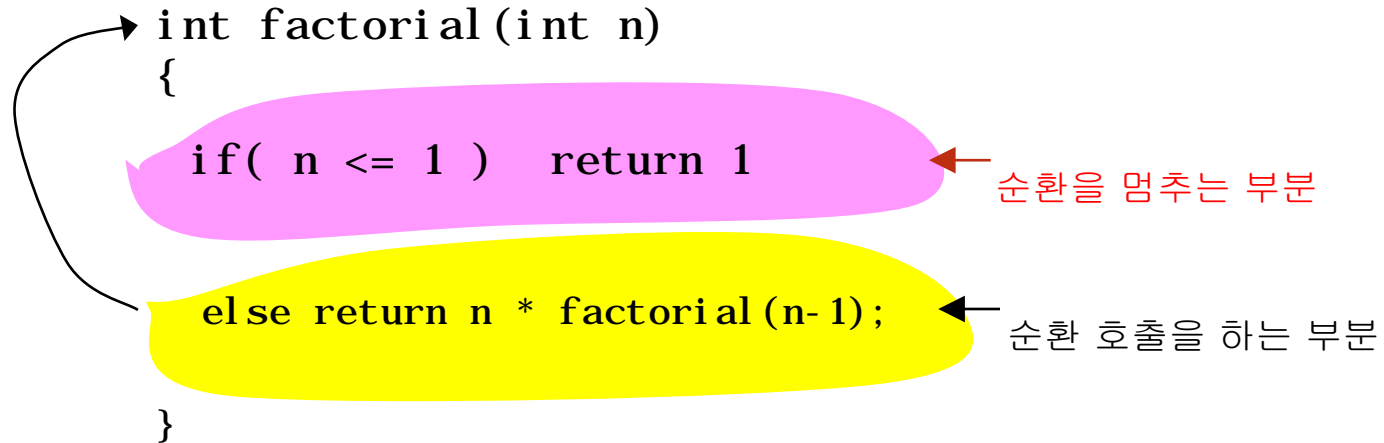 int factorial(int n)
{
if( n <= 1 ) return 1
순환을 멈추는 부분
else return n * factorial(n-1);
순환 호출을 하는 부분
}